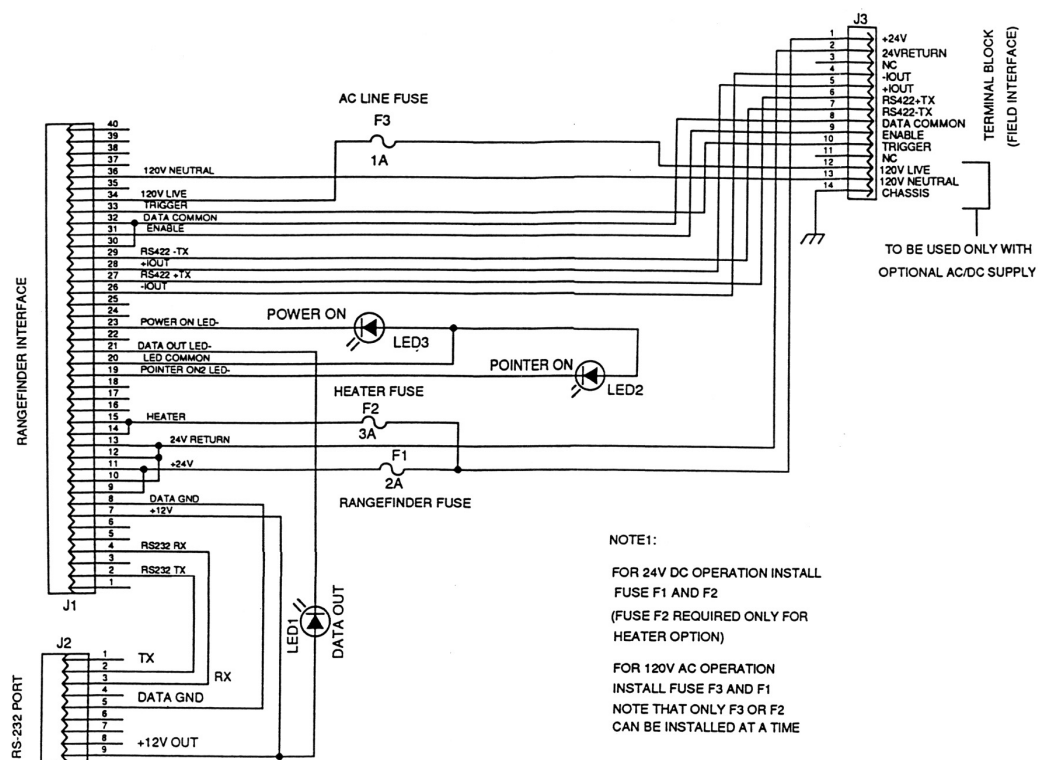 J3
1 +24V
2 24VRETURN
3 NC
4 -IOUT
5 +IOUT
6 RS422+TX
7 RS422-TX
8 DATA COMMON
9 ENABLE
10 TRIGGER
11 NC
12 120V LIVE
13 120V NEUTRAL
14 CHASSIS
TERMINAL BLOCK
(FIELD INTERFACE)
TO BE USED ONLY WITH
OPTIONAL AC/DC SUPPLY
AC LINE FUSE
F3
1A
RANGEFINDER INTERFACE
40
39
38
37
36 120V NEUTRAL
35
34 120V LIVE
33 TRIGGER
32 DATA COMMON
31 ENABLE
30
29 RS422 -TX
28 +IOUT
27 RS422 +TX
26 -IOUT
25
24
23 POWER ON LED-
22
21 DATA OUT LED-
20 LED COMMON
19 POINTER ON2 LED-
18
17
16
15 HEATER
14
13 24V RETURN
12
11 +24V
10
9
8 DATA GND
7 +12V
6
5
4 RS232 RX
3
2 RS232 TX
1
J1
POWER ON
LED3
POINTER ON
LED2
HEATER FUSE
F2
3A
F1
2A
RANGEFINDER FUSE
LED1
DATA OUT
J2
RS-232 PORT
1 TX
2
3 RX
4
5 DATA GND
6
7
8 +12V OUT
9
NOTE1:
FOR 24V DC OPERATION INSTALL
FUSE F1 AND F2
(FUSE F2 REQUIRED ONLY FOR
HEATER OPTION)
FOR 120V AC OPERATION
INSTALL FUSE F3 AND F1
NOTE THAT ONLY F3 OR F2
CAN BE INSTALLED AT A TIME